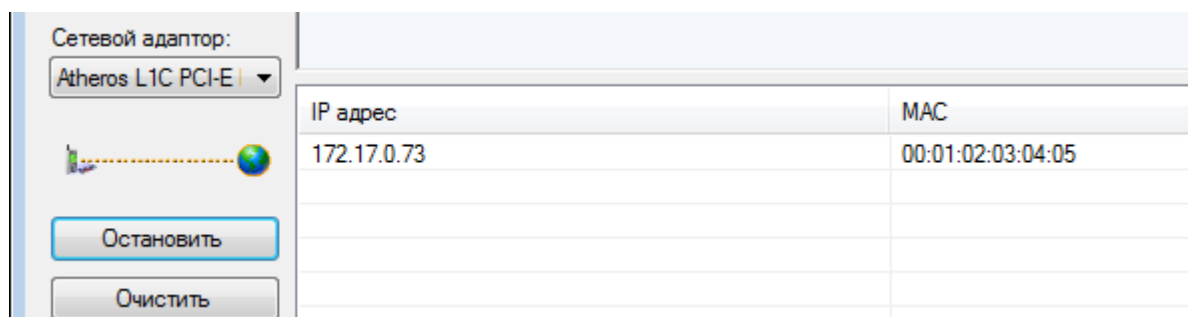 Сетевой адаптор:
Atheros L1C PCI-E
IP адрес
MAC
172.17.0.73
00:01:02:03:04:05
Остановить
Очистить